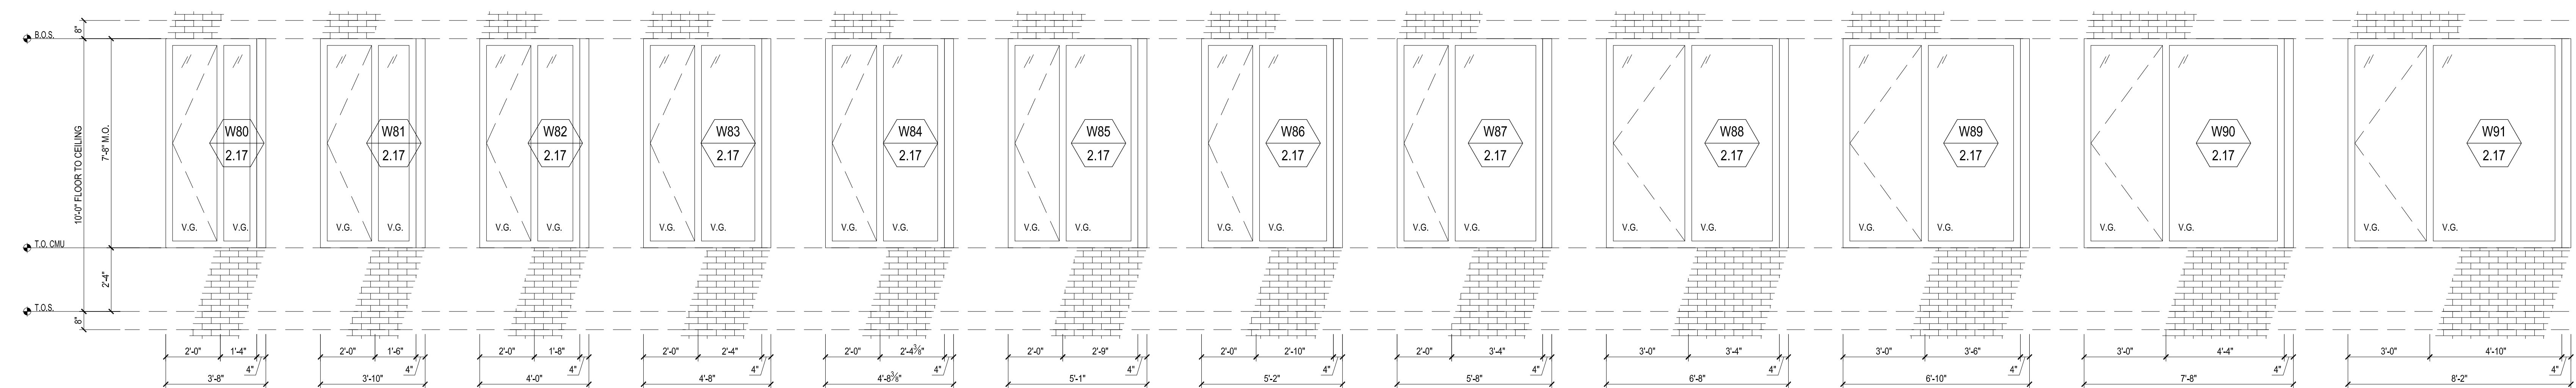 8"
B.O.S.
10'-0" FLOOR TO CEILING
7'-8" M.O.
T.O. CMU
2'-4"
T.O.S.
8"
W80
2.17
V.G.
V.G.
2'-0"
1'-4"
4"
3'-8"
W81
2.17
V.G.
V.G.
2'-0"
1'-6"
4"
3'-10"
W82
2.17
V.G.
V.G.
2'-0"
1'-8"
4"
4'-0"
W83
2.17
V.G.
V.G.
2'-0"
2'-4"
4"
4'-8"
W84
2.17
V.G.
V.G.
2'-0"
2'-4⅜"
4"
4'-8⅜"
W85
2.17
V.G.
V.G.
2'-0"
2'-9"
4"
5'-1"
W86
2.17
V.G.
V.G.
2'-0"
2'-10"
4"
5'-2"
W87
2.17
V.G.
V.G.
2'-0"
3'-4"
4"
5'-8"
W88
2.17
V.G.
V.G.
3'-0"
3'-4"
4"
6'-8"
W89
2.17
V.G.
V.G.
3'-0"
3'-6"
4"
6'-10"
W90
2.17
V.G.
V.G.
3'-0"
4'-4"
4"
7'-8"
W91
2.17
V.G.
V.G.
3'-0"
4'-10"
4"
8'-2"